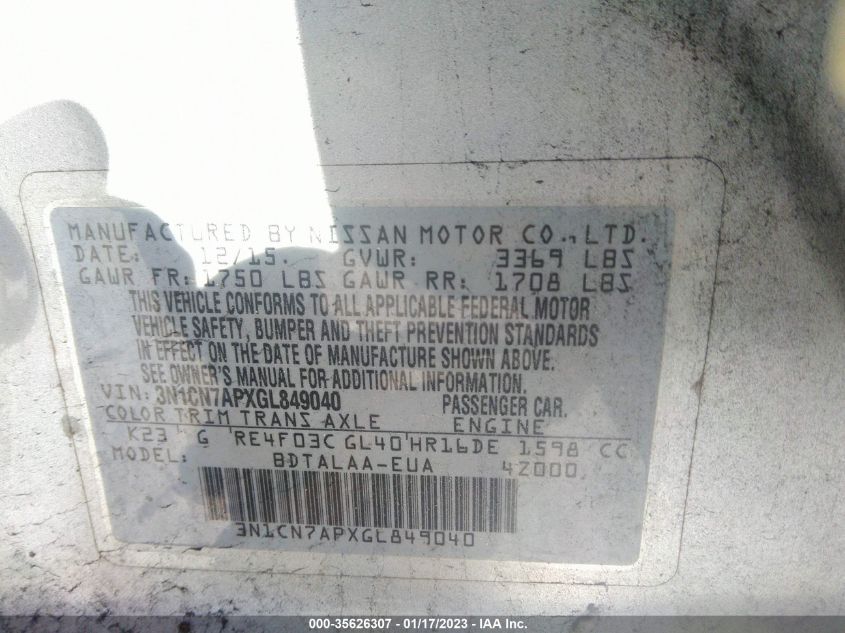 MANUFACTURED BY NISSAN MOTOR CO., LTD.
DATE: 12/15. GVWR: 3369 LBS
GAWR FR: 1750 LBS GAWR RR: 1708 LBS
THIS VEHICLE CONFORMS TO ALL APPLICABLE FEDERAL MOTOR
VEHICLE SAFETY, BUMPER AND THEFT PREVENTION STANDARDS
IN EFFECT ON THE DATE OF MANUFACTURE SHOWN ABOVE.
SEE OWNER'S MANUAL FOR ADDITIONAL INFORMATION.
VIN: 3N1CN7APXGL849040 PASSENGER CAR.
COLOR TRIM TRANS AXLE ENGINE
K23 G RE4F03C GL40 HR16DE 1598 CC
MODEL: BDTALAA-EUA 4Z000
3N1CN7APXGL849040
000-35626307 - 01/17/2023 - IAA Inc.